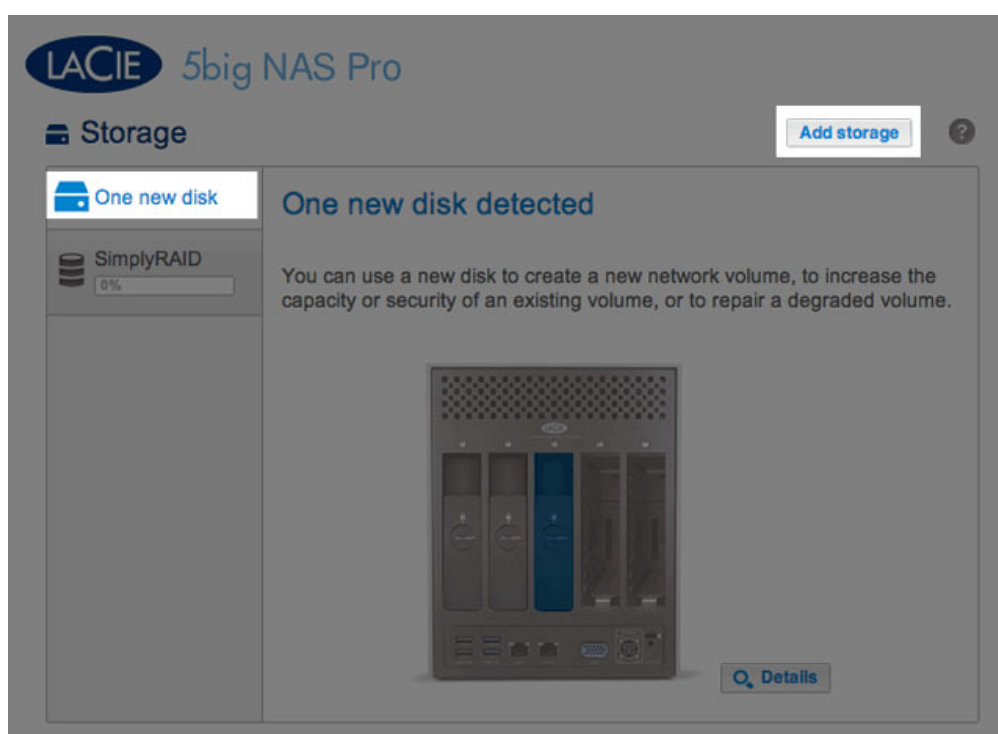 LACIE 5big NAS Pro
Storage
Add storage
?
One new disk
SimplyRAID
0%
One new disk detected
You can use a new disk to create a new network volume, to increase the
capacity or security of an existing volume, or to repair a degraded volume.
LACIE
Details